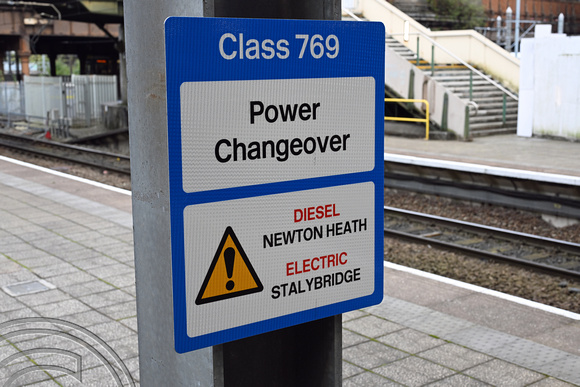 Class 769
Power
Changeover
DIESEL
NEWTON HEATH
ELECTRIC
STALYBRIDGE